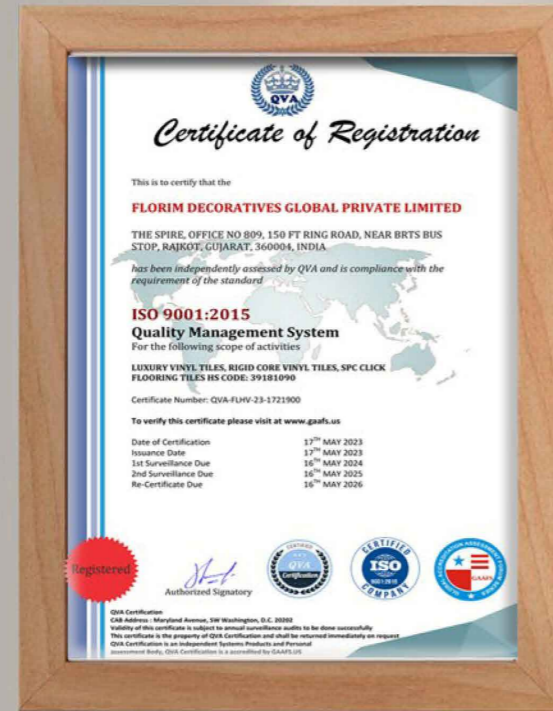 QVA
Certificate of Registration
This is to certify that the
FLORIM DECORATIVES GLOBAL PRIVATE LIMITED
THE SPIRE, OFFICE NO 809, 150 FT RING ROAD, NEAR BRTS BUS
STOP, RAJKOT, GUJARAT, 360004, INDIA
has been independently assessed by QVA and is compliance with the
requirement of the standard
ISO 9001:2015
Quality Management System
For the following scope of activities
LUXURY VINYL TILES, RIGID CORE VINYL TILES, SPC CLICK
FLOORING TILES HS CODE: 39181090
Certificate Number: QVA-FLHV-23-1721900
To verify this certificate please visit at www.gaafs.us
Date of Certification 17TH MAY 2023
Issuance Date 17TH MAY 2023
1st Surveillance Due 16TH MAY 2024
2nd Surveillance Due 16TH MAY 2025
Re-Certificate Due 16TH MAY 2026
Registered
Authorized Signatory
CERTIFIED
QVA
Certification
CERTIFIED
ISO
9001:2015
COMPANY
GAAFS
QVA Certification
CAB Address : Maryland Avenue, SW Washington, D.C. 20202
Validity of this certificate is subject to annual surveillance audits to be done successfully
This certificate is the property of QVA Certification and shall be returned immediately on request
QVA Certification is an independent Systems Products and Personal
assessment Body, QVA Certification is a accredited by GAAFS.US